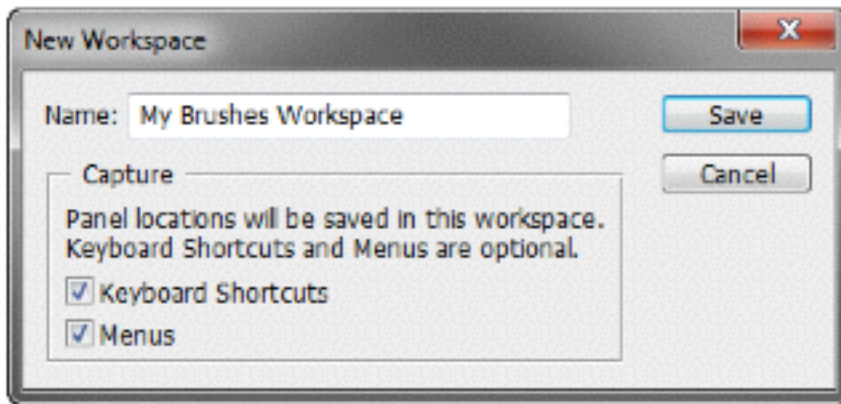 New Workspace
Name: My Brushes Workspace
Save
Capture
Cancel
Panel locations will be saved in this workspace.
Keyboard Shortcuts and Menus are optional.
Keyboard Shortcuts
Menus